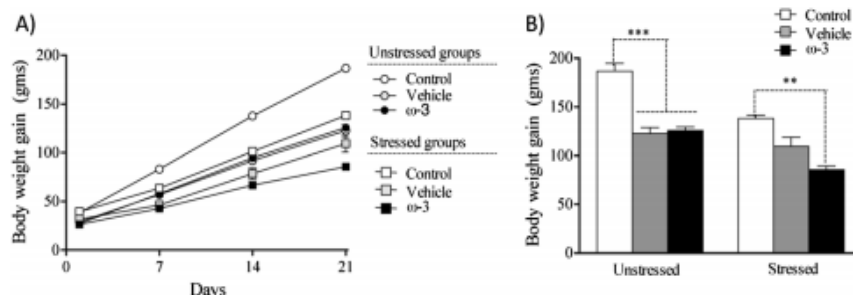 A)
Body weight gain (gms)
200
150
100
50
0
0 7 14 21
Days
Unstressed groups
Control
Vehicle
ω-3
Stressed groups
Control
Vehicle
ω-3
B)
Control
Vehicle
ω-3
Body weight gain (gms)
200
150
100
50
0
***
**
Unstressed Stressed